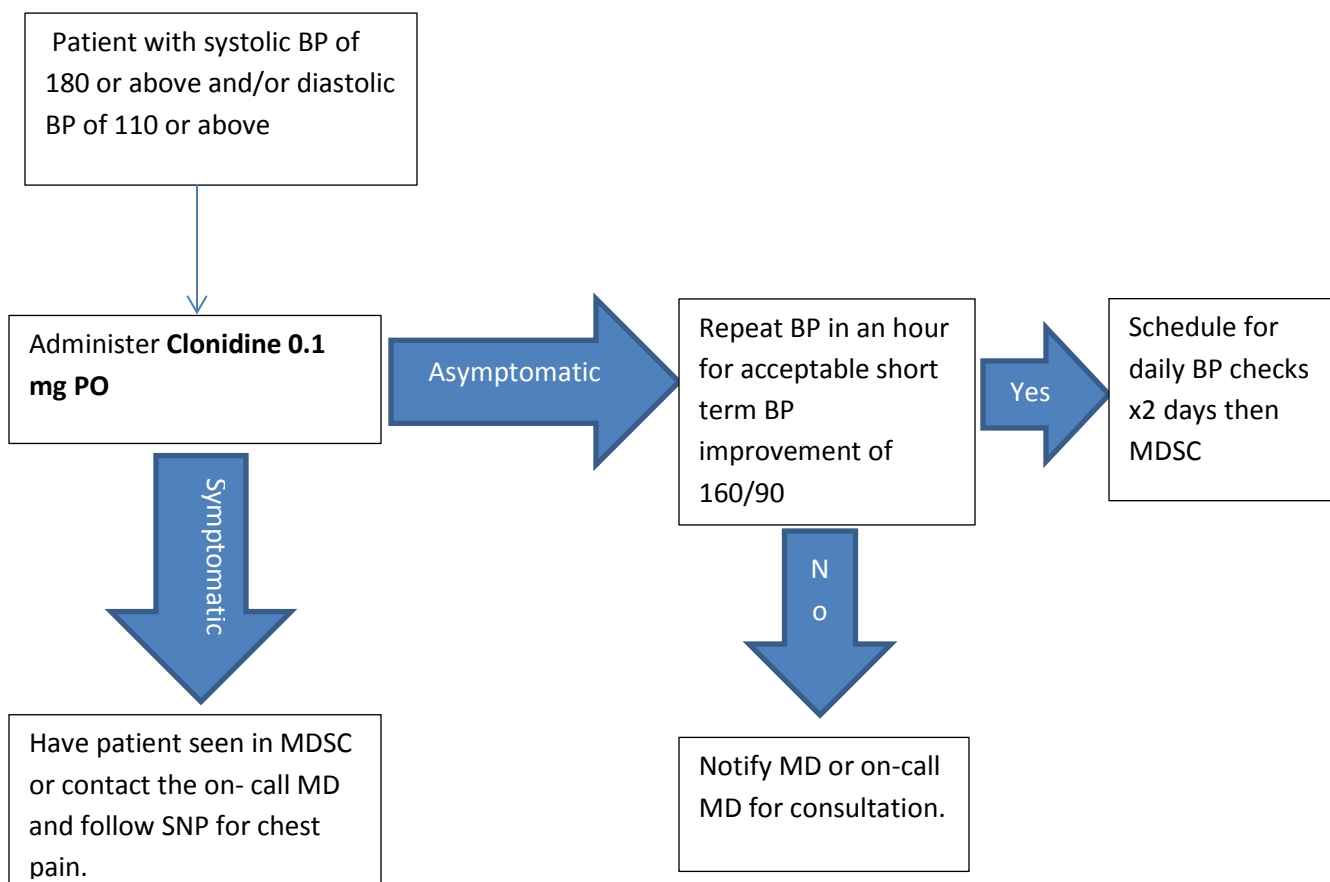 Patient with systolic BP of
180 or above and/or diastolic
BP of 110 or above
Administer Clonidine 0.1
mg PO
Asymptomatic
Repeat BP in an hour
for acceptable short
term BP
improvement of
160/90
Yes
Schedule for
daily BP checks
x2 days then
MDSC
Symptomatic
N
o
Have patient seen in MDSC
or contact the on- call MD
and follow SNP for chest
pain.
Notify MD or on-call
MD for consultation.